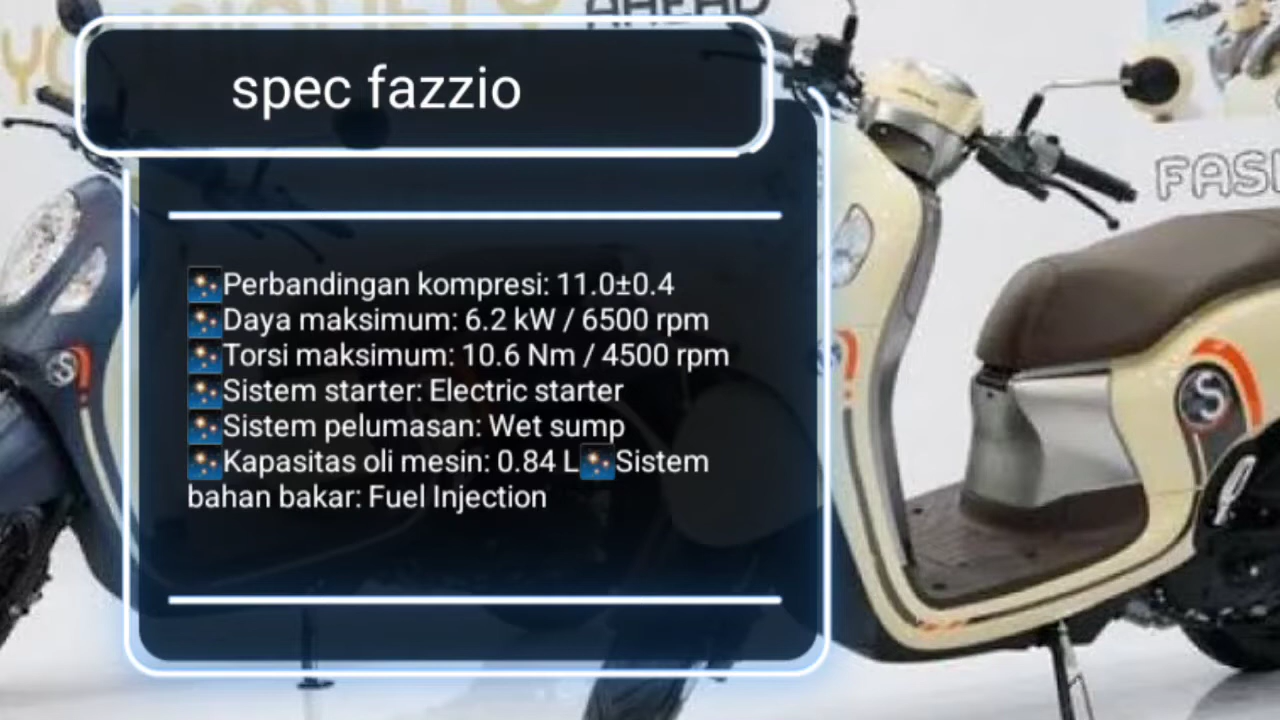 AHEAD
spec fazzio
FAS
Perbandingan kompresi: 11.0±0.4
Daya maksimum: 6.2 kW / 6500 rpm
Torsi maksimum: 10.6 Nm / 4500 rpm
Sistem starter: Electric starter
Sistem pelumasan: Wet sump
Kapasitas oli mesin: 0.84 L Sistem
bahan bakar: Fuel Injection
S
S